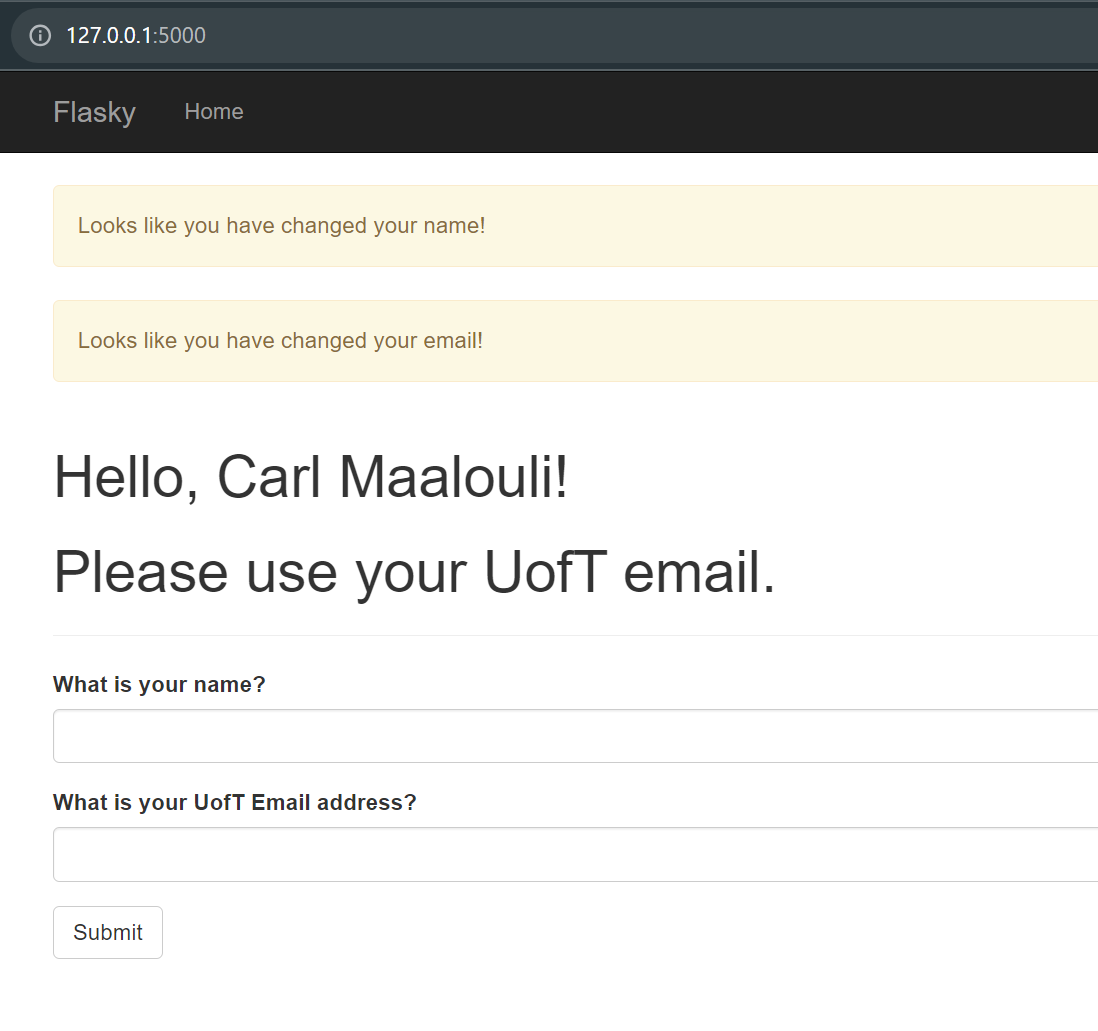 127.0.0.1:5000
Flasky Home
Looks like you have changed your name!
Looks like you have changed your email!
Hello, Carl Maalouli!
Please use your UofT email.
What is your name?
What is your UofT Email address?
Submit